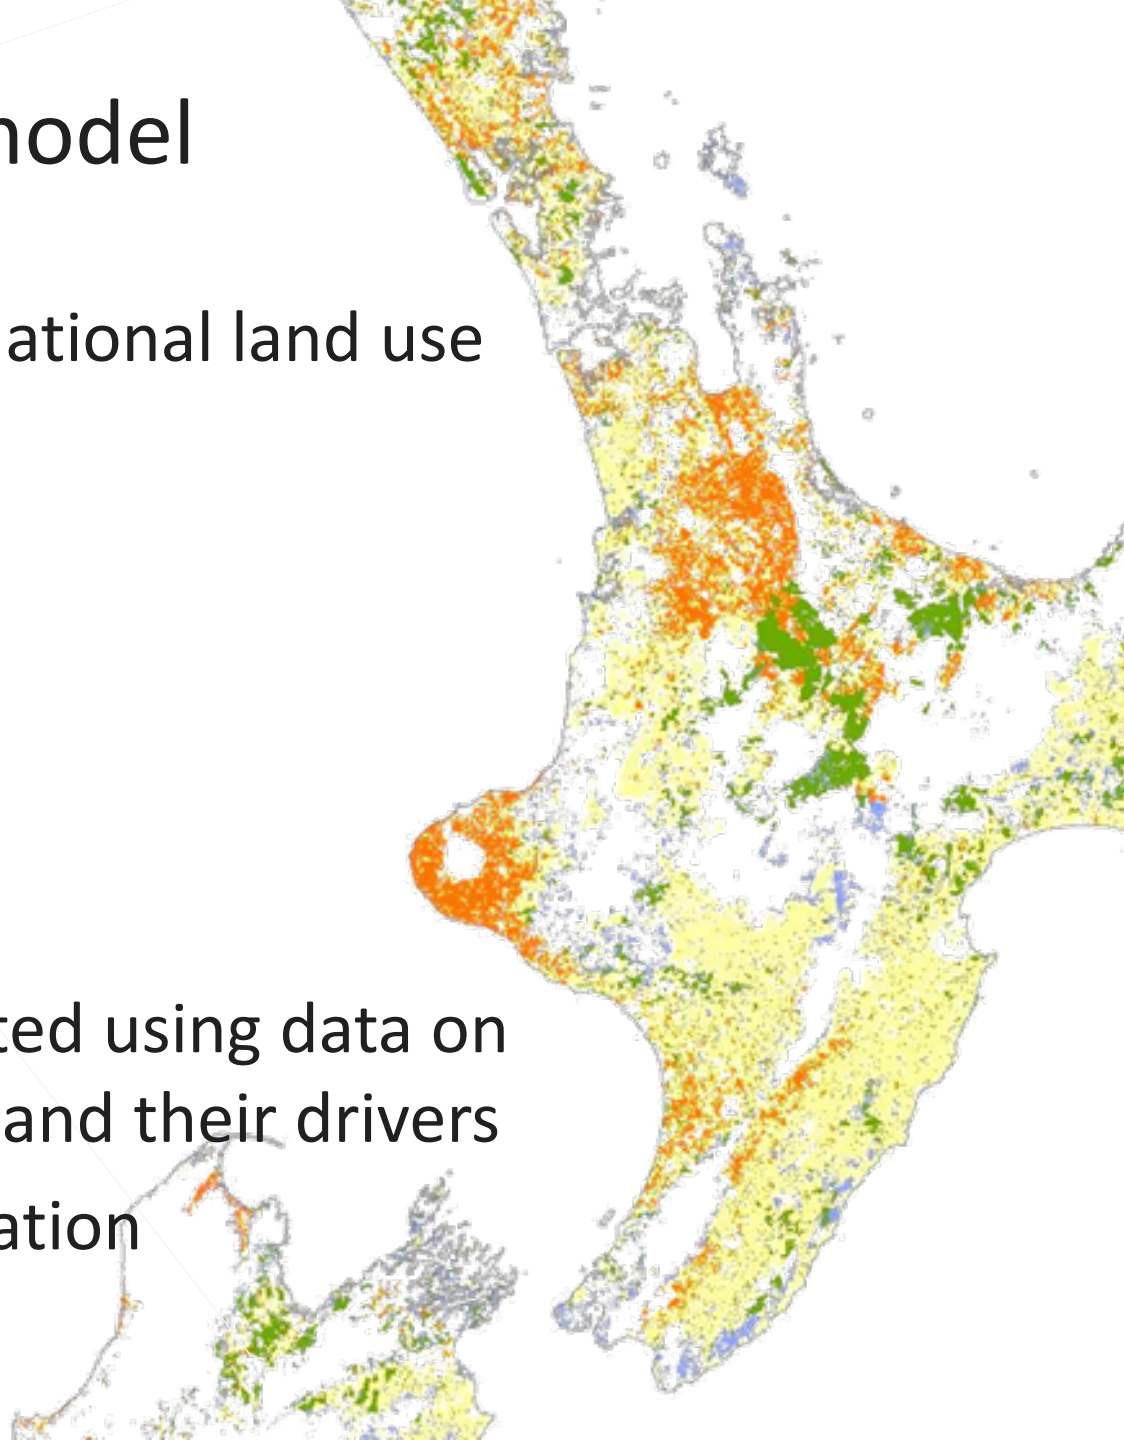 nodel
ational land use
ted using data on
and their drivers
ation